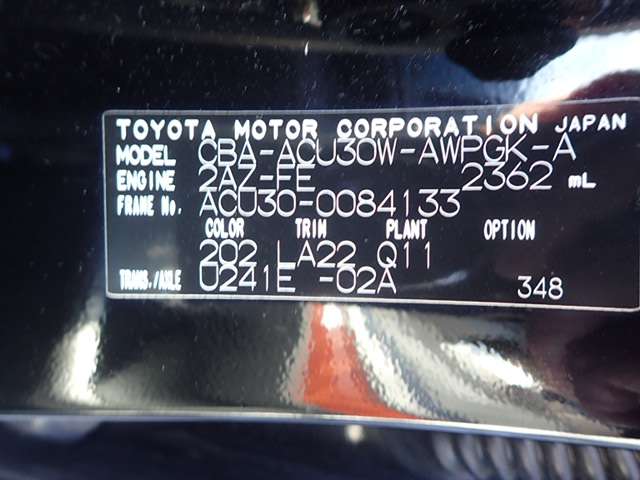 TOYOTA MOTOR CORPORATION JAPAN
MODEL CBA-ACU30W-AWPGK-A
ENGINE 2AZ-FE 2362 mL
FRAME No. ACU30-0084133
COLOR TRIM PLANT OPTION
202 LA22 Q11
TRANS./AXLE U241E -02A 348